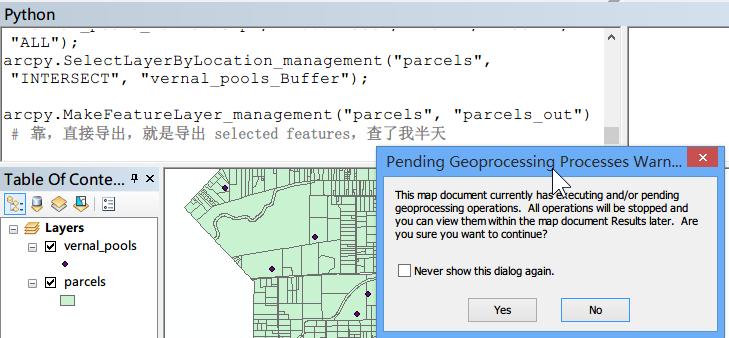 Python
"ALL");
arcpy.SelectLayerByLocation_management("parcels",
"INTERSECT", "vernal_pools_Buffer");
arcpy.MakeFeatureLayer_management("parcels", "parcels_out")
# 靠，直接导出，就是导出 selected features，查了我半天
Pending Geoprocessing Processes Warn...
This map document currently has executing and/or pending
geoprocessing operations. All operations will be stopped and
you can view them within the map document Results later. Are
you sure you want to continue?
Never show this dialog again.
Yes
No
Table Of Conte...
Layers
vernal_pools
parcels